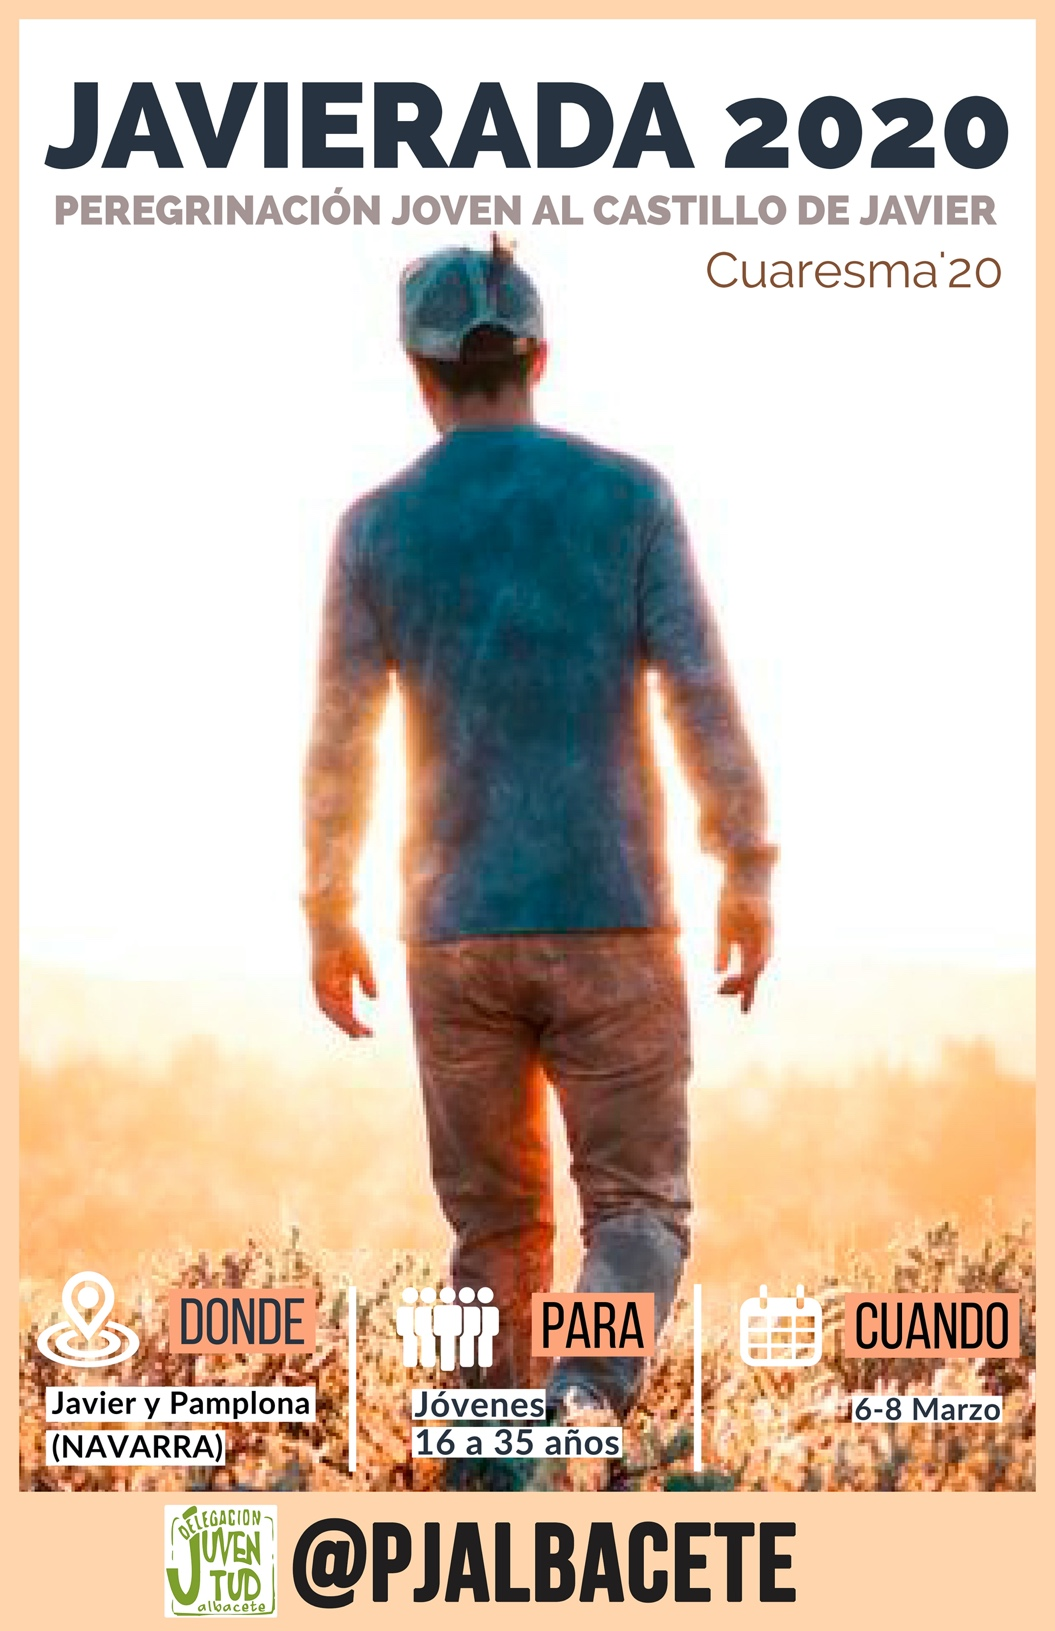 JAVIERADA 2020
PEREGRINACIÓN JOVEN AL CASTILLO DE JAVIER
Cuaresma'20
DONDE
Javier y Pamplona
(NAVARRA)
PARA
Jóvenes
16 a 35 años
CUANDO
6-8 Marzo
DELEGACION
JUVEN
TUD
albacete
@PJALBACETE